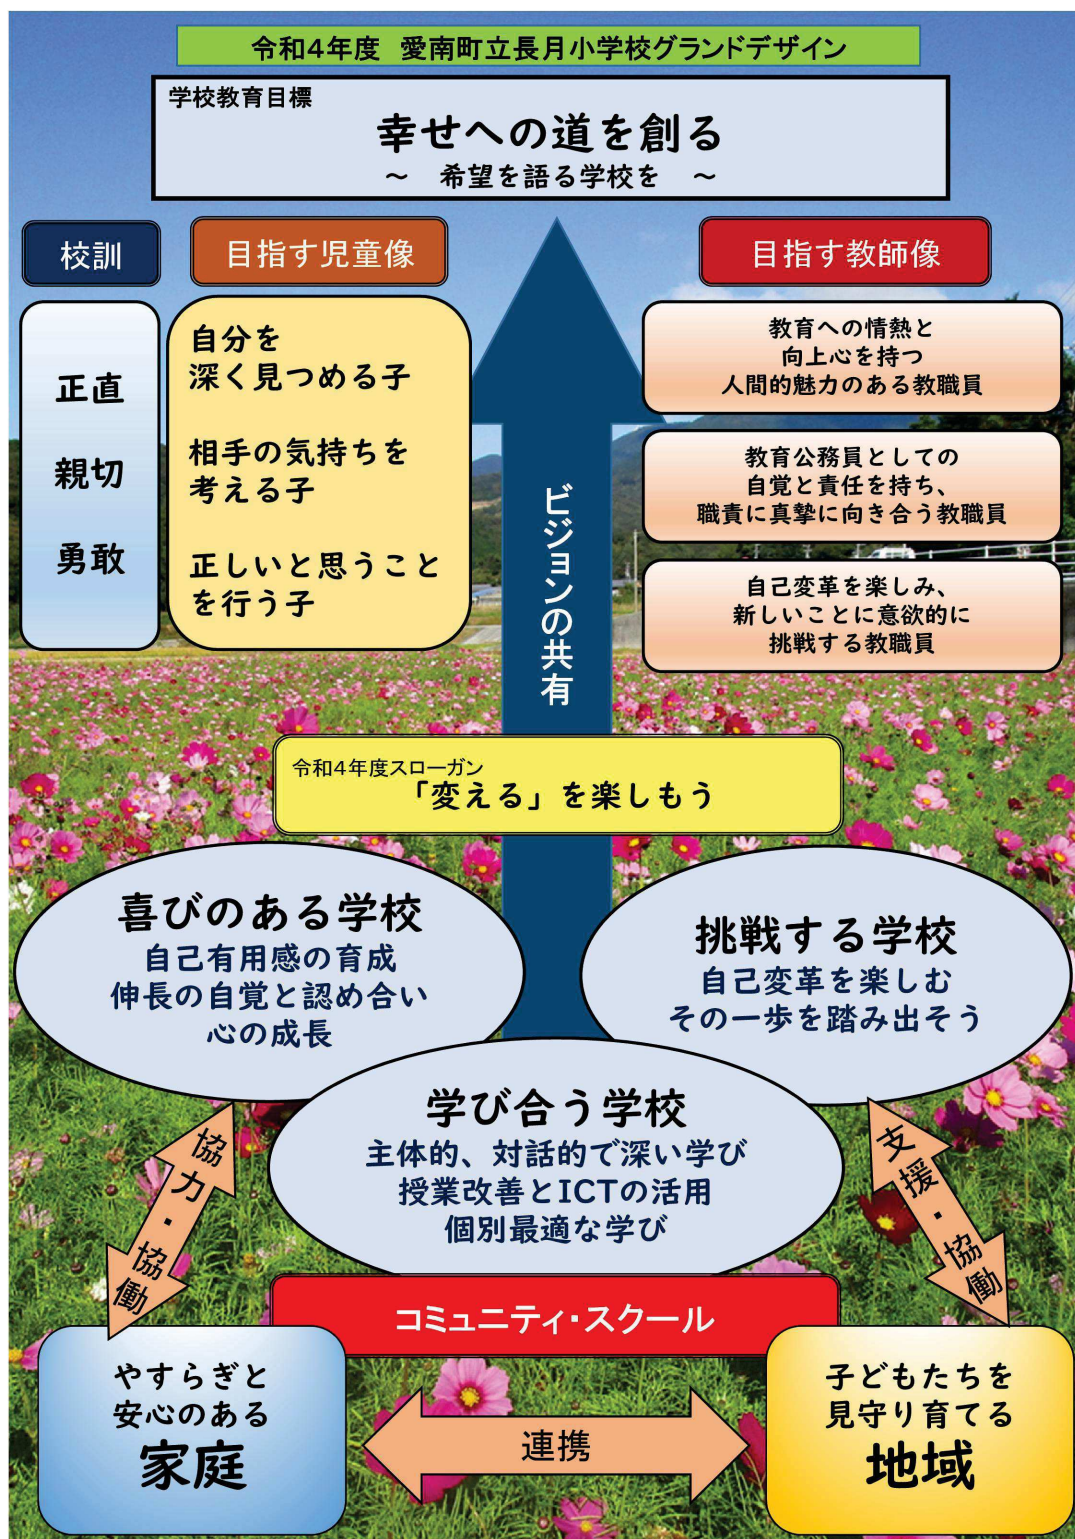 令和4年度　愛南町立長月小学校グランドデザイン
学校教育目標
幸せへの道を創る
～　希望を語る学校を　～
校訓
正直
親切
勇敢
目指す児童像
自分を
深く見つめる子
相手の気持ちを
考える子
正しいと思うこと
を行う子
目指す教師像
教育への情熱と
向上心を持つ
人間的魅力のある教職員
教育公務員としての
自覚と責任を持ち、
職責に真摯に向き合う教職員
自己変革を楽しみ、
新しいことに意欲的に
挑戦する教職員
ビジョンの共有
令和4年度スローガン
「変える」を楽しもう
喜びのある学校
自己有用感の育成
伸長の自覚と認め合い
心の成長
挑戦する学校
自己変革を楽しむ
その一歩を踏み出そう
学び合う学校
主体的、対話的で深い学び
授業改善とICTの活用
個別最適な学び
協力・協働
支援・協働
コミュニティ・スクール
やすらぎと
安心のある
家庭
連携
子どもたちを
見守り育てる
地域